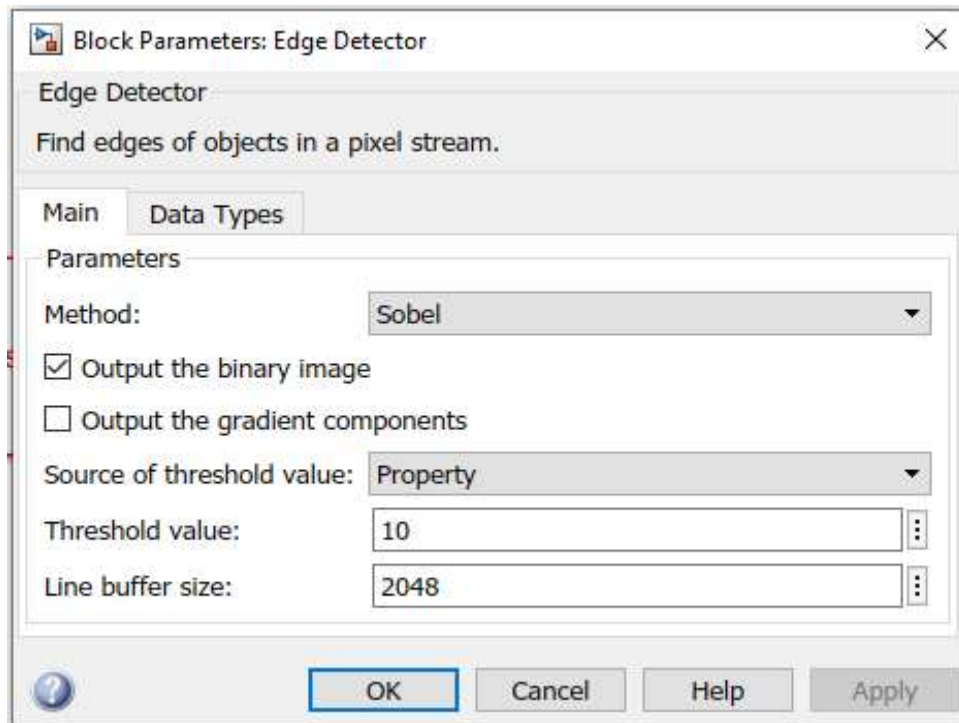 Block Parameters: Edge Detector
Edge Detector
Find edges of objects in a pixel stream.
Main Data Types
Parameters
Method: Sobel
Output the binary image
Output the gradient components
Source of threshold value: Property
Threshold value: 10
Line buffer size: 2048
OK Cancel Help Apply